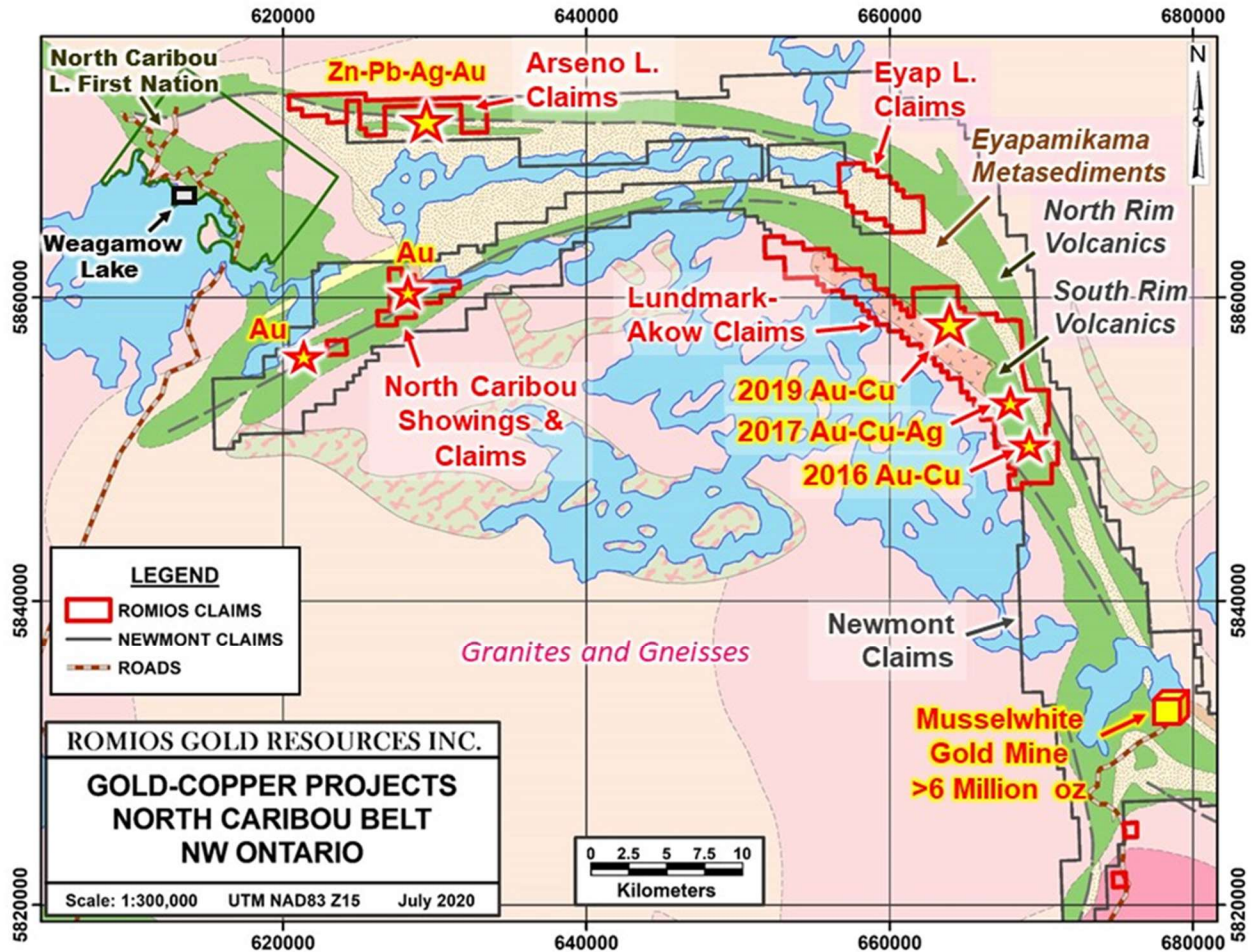 620000
640000
660000
680000
North Caribou
L. First Nation
Zn-Pb-Ag-Au
Arseno L.
Claims
Eyap L.
Claims
N
Eyapamikama
Metasediments
North Rim
Volcanics
South Rim
Volcanics
Weagamow
Lake
Au
Au
5860000
5860000
Lundmark-
Akow Claims
North Caribou
Showings &
Claims
2019 Au-Cu
2017 Au-Cu-Ag
2016 Au-Cu
LEGEND
ROMIOS CLAIMS
NEWMONT CLAIMS
ROADS
5840000
5840000
Granites and Gneisses
Newmont
Claims
Musselwhite
Gold Mine
>6 Million oz
ROMIOS GOLD RESOURCES INC.
GOLD-COPPER PROJECTS
NORTH CARIBOU BELT
NW ONTARIO
Scale: 1:300,000 UTM NAD83 Z15 July 2020
0 2.5 5 7.5 10
Kilometers
5820000
5820000
620000
640000
660000
680000